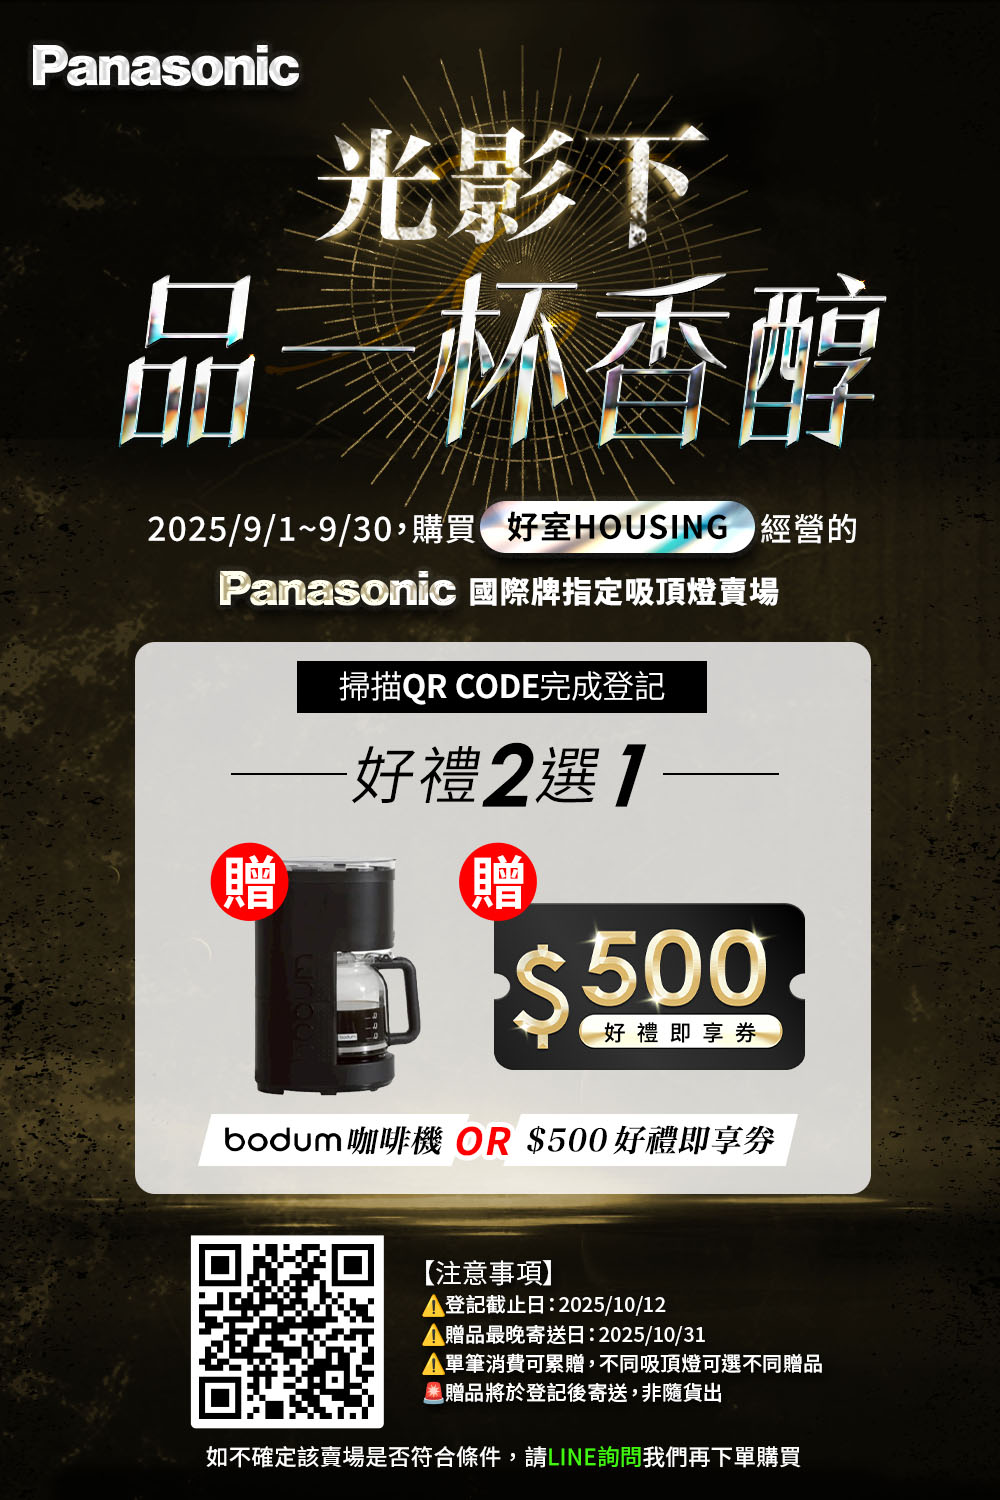 Panasonic
光影下
品一杯香醇
2025/9/1~9/30，購買 好室HOUSING 經營的
Panasonic 國際牌指定吸頂燈賣場
掃描QR CODE完成登記
好禮2選1
贈
贈
$500
好禮即享券
bodum
bodum 咖啡機 OR $500 好禮即享券
【注意事項】
⚠️登記截止日：2025/10/12
⚠️贈品最晚寄送日：2025/10/31
⚠️單筆消費可累贈，不同吸頂燈可選不同贈品
🚨贈品將於登記後寄送，非隨貨出
如不確定該賣場是否符合條件，請LINE詢問我們再下單購買